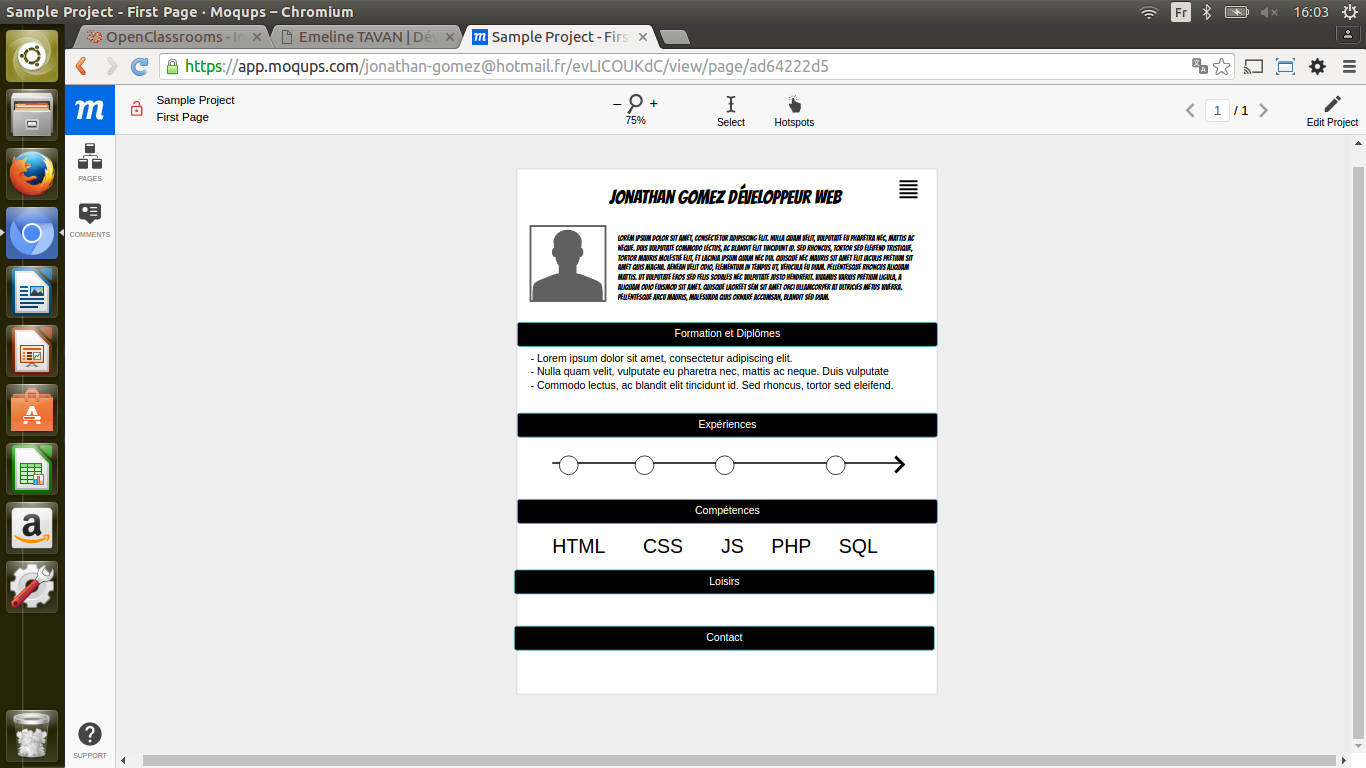 Sample Project - First Page · Moqups – Chromium
Fr
16:03
OpenClassrooms - In
Emeline TAVAN | Dév
Sample Project - Firs
https://app.moqups.com/jonathan-gomez@hotmail.fr/evLICOUKdC/view/page/ad64222d5
m
Sample Project
First Page
– +
75%
Select
Hotspots
1 / 1
Edit Project
PAGES
COMMENTS
SUPPORT
JONATHAN GOMEZ DÉVELOPPEUR WEB
LOREM IPSUM DOLOR SIT AMET, CONSECTETUR ADIPISCING ELIT. NULLA QUAM VELIT, VULPUTATE EU PHARETRA NEC, MATTIS AC
NEQUE. DUIS VULPUTATE COMMODO LECTUS, AC BLANDIT ELIT TINCIDUNT ID. SED RHONCUS, TORTOR SED ELEIFEND TRISTIQUE,
TORTOR MAURIS MOLESTIE ELIT, ET LACINIA IPSUM QUAM NEC DUI. QUISQUE NEC MAURIS SIT AMET ELIT IACULIS PRETIUM SIT
AMET QUIS MAGNA. AENEAN VELIT ODIO, ELEMENTUM IN TEMPUS UT, VEHICULA EU DIAM. PELLENTESQUE RHONCUS ALIQUAM
MATTIS. UT VULPUTATE EROS SED FELIS SODALES NEC VULPUTATE JUSTO HENDRERIT. VIVAMUS VARIUS PRETIUM LIGULA, A
ALIQUAM ODIO EUISMOD SIT AMET. QUISQUE LAOREET SEM SIT AMET ORCI ULLAMCORPER AT ULTRICIES METUS VIVERRA.
PELLENTESQUE ARCU MAURIS, MALESUADA QUIS ORNARE ACCUMSAN, BLANDIT SED DIAM.
Formation et Diplômes
- Lorem ipsum dolor sit amet, consectetur adipiscing elit.
- Nulla quam velit, vulputate eu pharetra nec, mattis ac neque. Duis vulputate
- Commodo lectus, ac blandit elit tincidunt id. Sed rhoncus, tortor sed eleifend.
Expériences
Compétences
HTML CSS JS PHP SQL
Loisirs
Contact